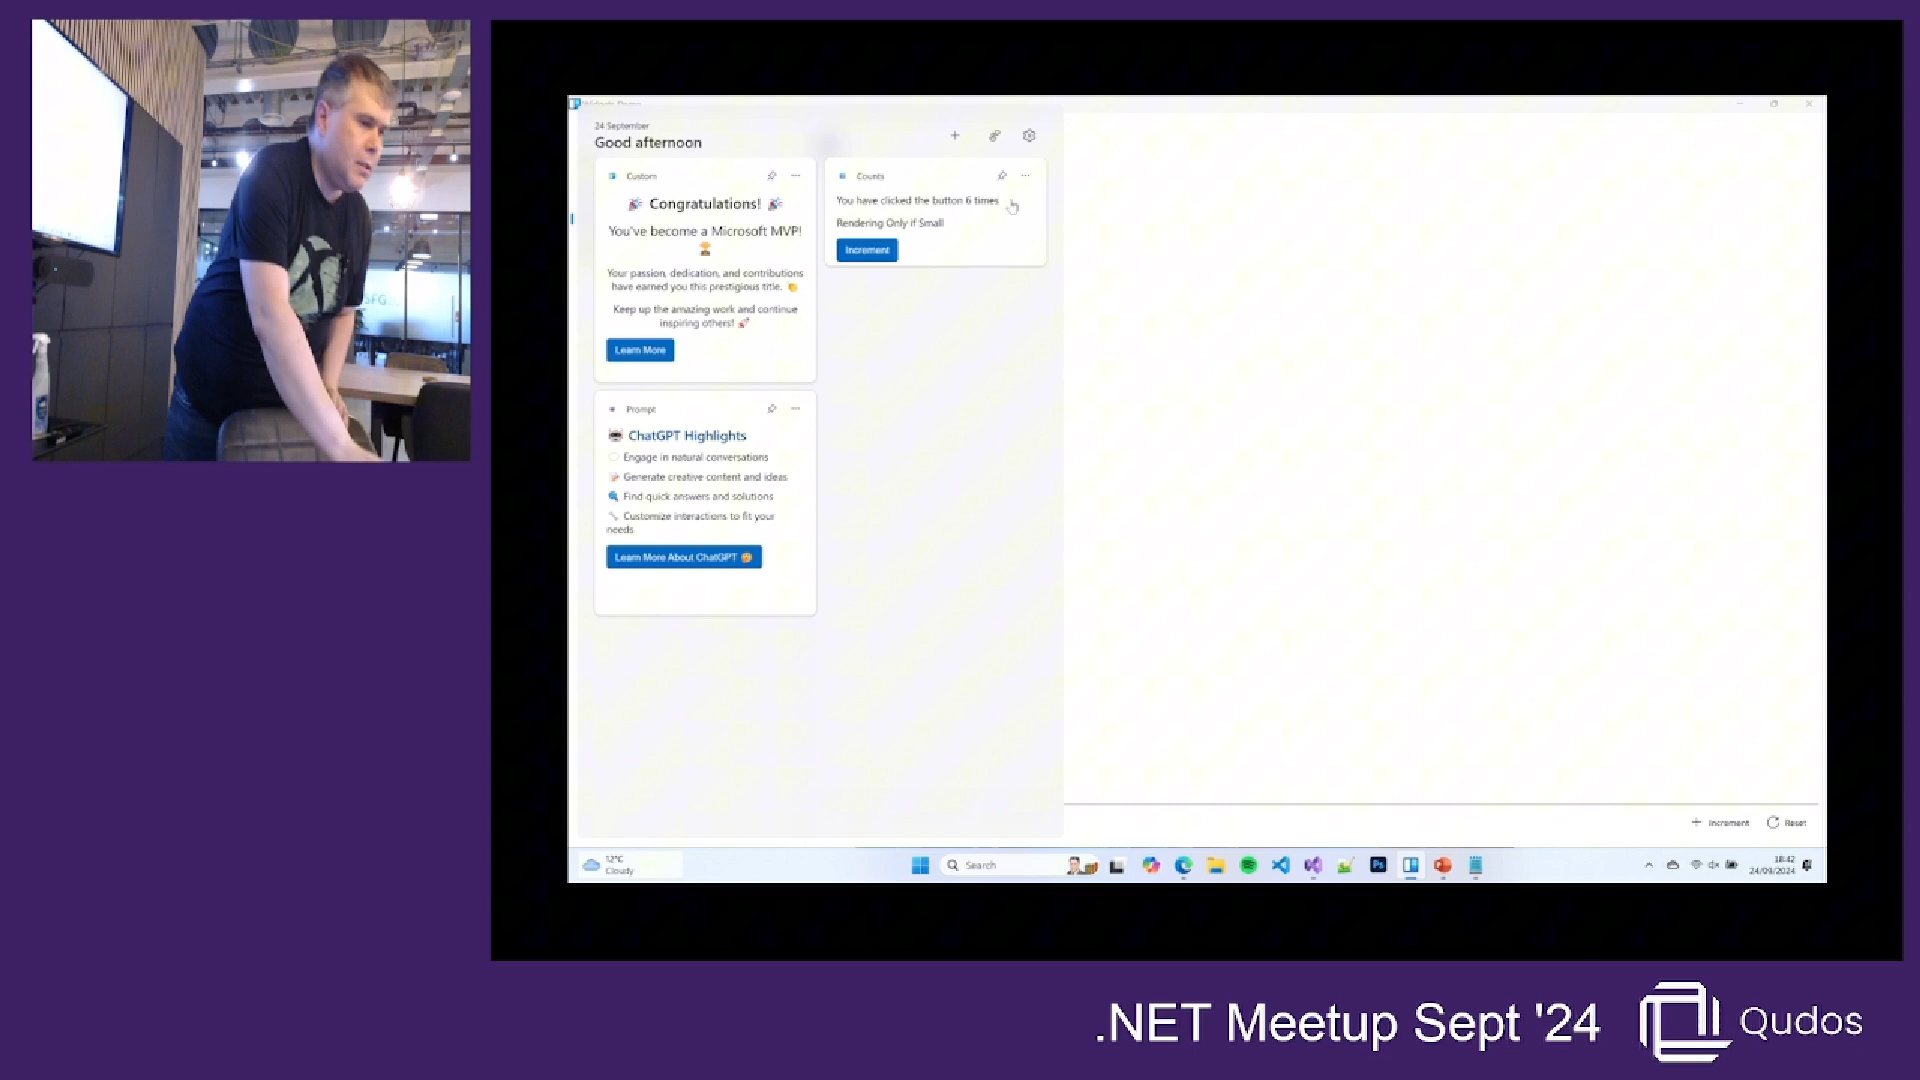 24 September
Good afternoon
Custom
Congratulations!
You've become a Microsoft MVP!
Your passion, dedication, and contributions
have earned you this prestigious title.
Keep up the amazing work and continue
inspiring others!
Learn More
Counts
You have clicked the button 6 times
Rendering Only if Small
Increment
Prompt
ChatGPT Highlights
Engage in natural conversations
Generate creative content and ideas
Find quick answers and solutions
Customize interactions to fit your
needs
Learn More About ChatGPT
Increment
Reset
12°C
Cloudy
Search
Ps
18:42
24/09/2024
SFG
.NET Meetup Sept '24
Qudos